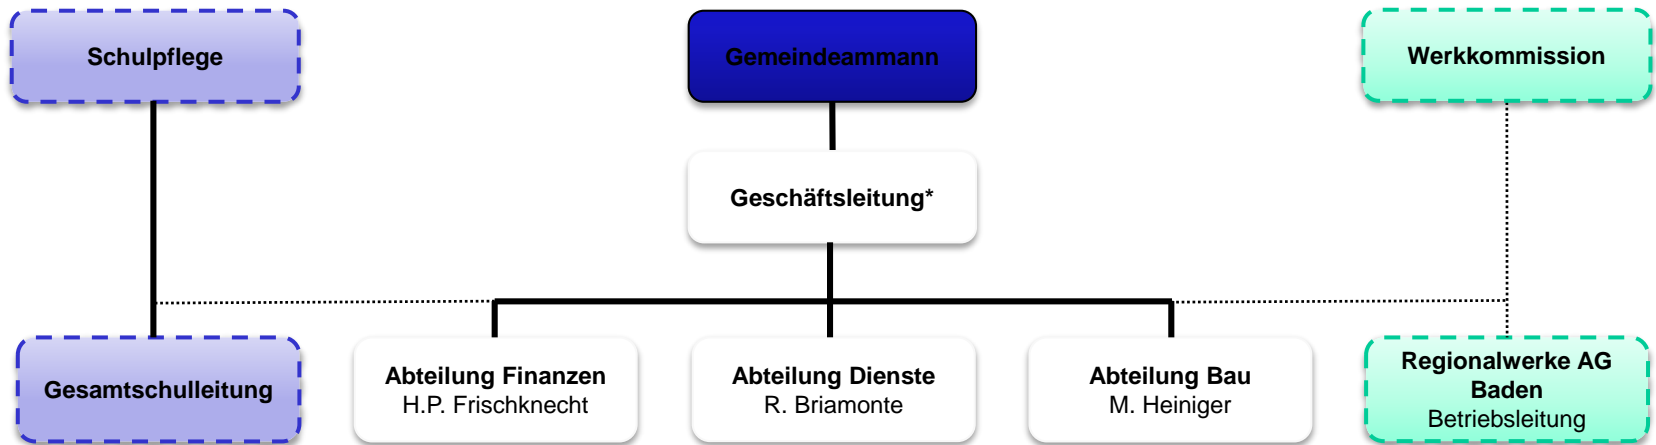 Schulpflege
Gemeindeammann
Werkkommission
Geschäftsleitung*
Gesamtschulleitung
Abteilung Finanzen
H.P. Frischknecht
Abteilung Dienste
R. Briamonte
Abteilung Bau
M. Heiniger
Regionalwerke AG
Baden
Betriebsleitung